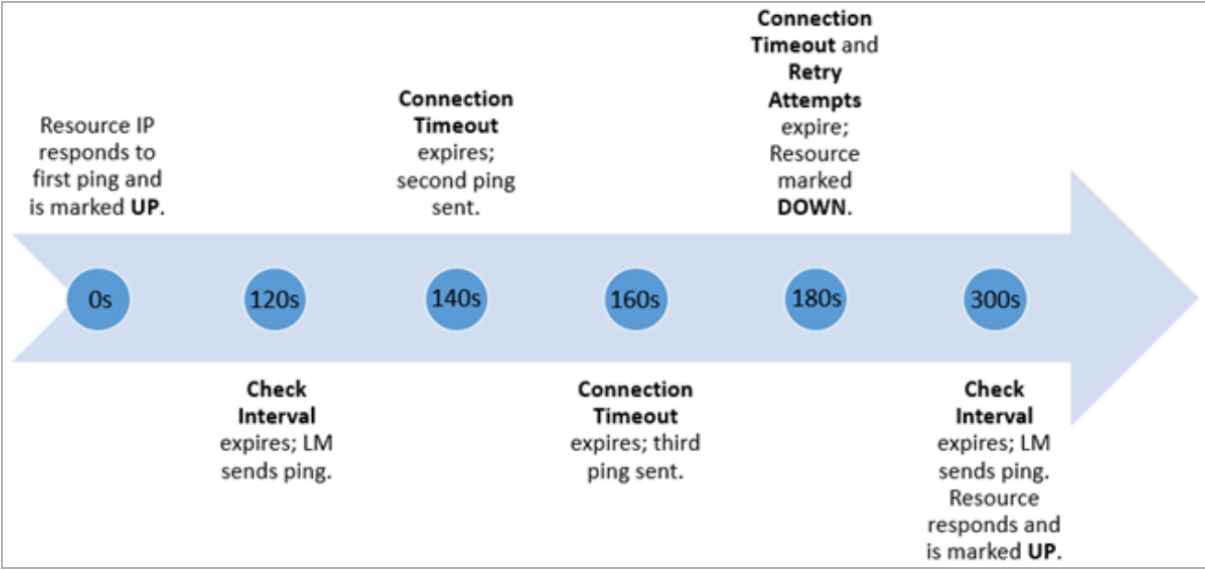 Resource IP
responds to
first ping and
is marked UP.
0s
Check
Interval
expires; LM
sends ping.
120s
Connection
Timeout
expires;
second ping
sent.
140s
Connection
Timeout
expires; third
ping sent.
160s
Connection
Timeout and
Retry
Attempts
expire;
Resource
marked
DOWN.
180s
Check
Interval
expires; LM
sends ping.
Resource
responds and
is marked UP.
300s